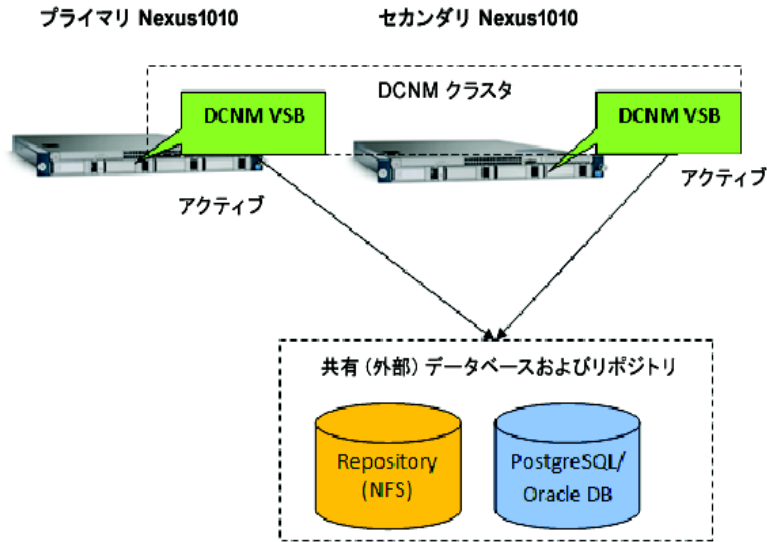 プライマリ Nexus1010
セカンダリ Nexus1010
DCNM クラスタ
DCNM VSB
DCNM VSB
アクティブ
アクティブ
共有 (外部) データベースおよびリポジトリ
Repository
(NFS)
PostgreSQL/
Oracle DB